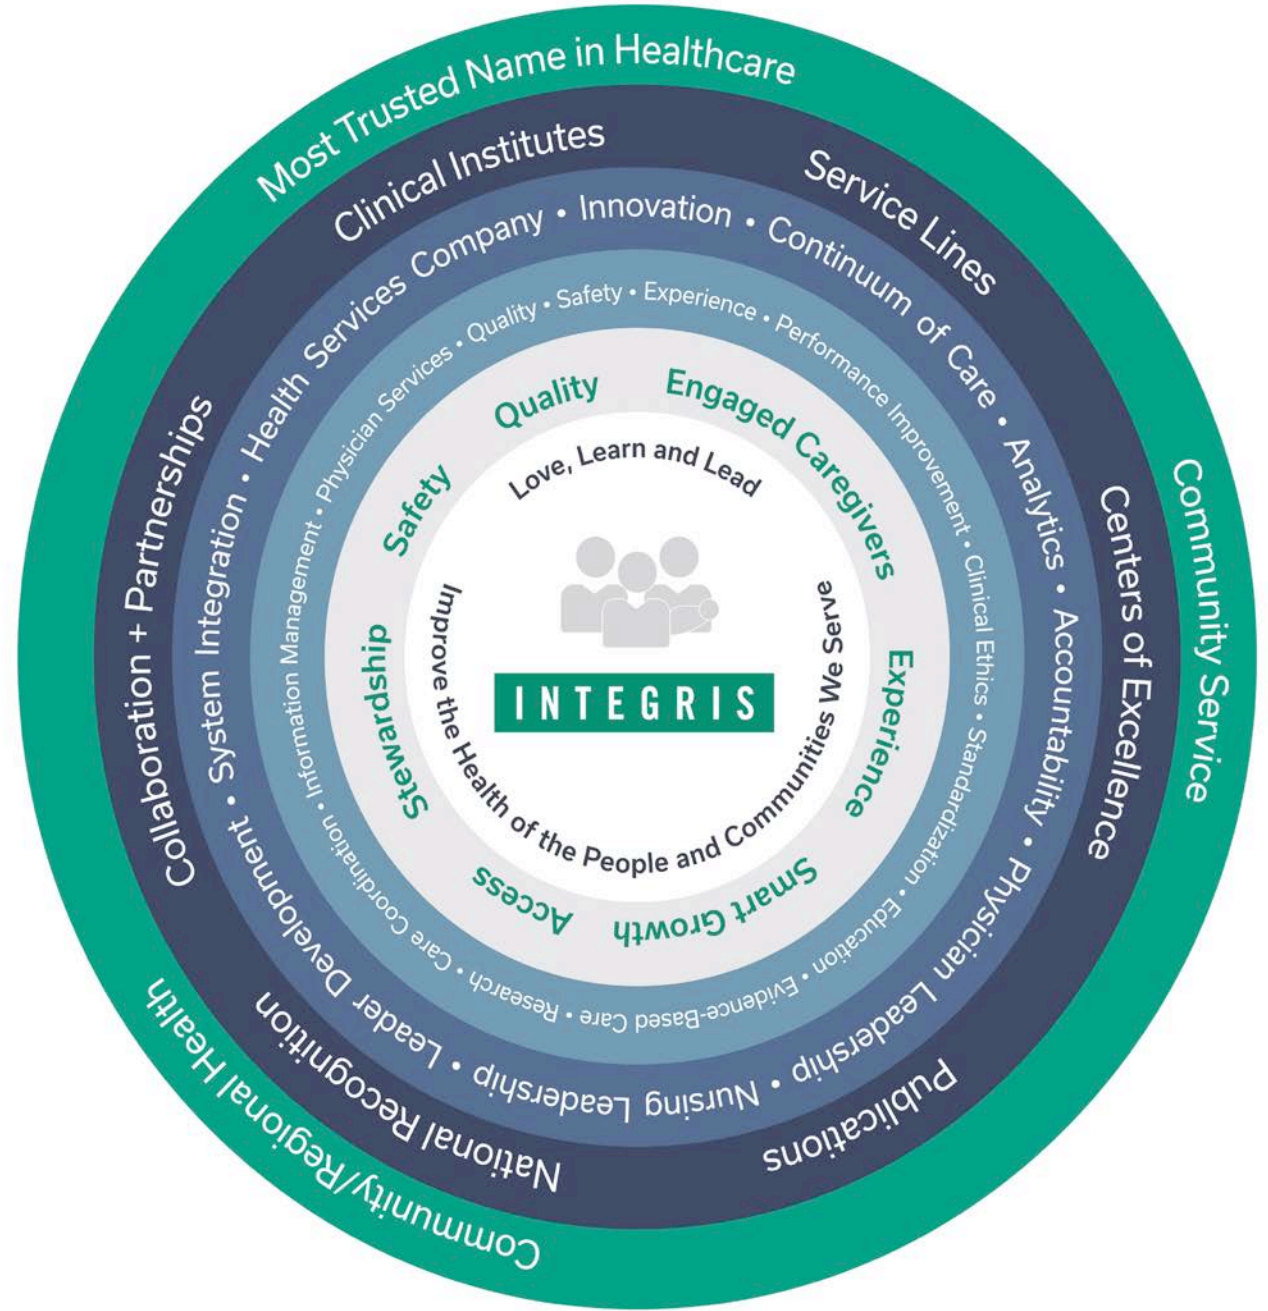 Most Trusted Name in Healthcare
Community Service
Community/Regional Health
Clinical Institutes
Service Lines
Centers of Excellence
Publications
National Recognition
Collaboration + Partnerships
Health Services Company • Innovation • Continuum of Care • Analytics • Accountability • Physician Leadership • Nursing Leadership • Leader Development • System Integration •
Physician Services • Quality • Safety • Experience • Performance Improvement • Clinical Ethics • Standardization • Education • Evidence-Based Care • Research • Care Coordination • Information Management •
Quality
Engaged Caregivers
Experience
Smart Growth
Access
Stewardship
Safety
Love, Learn and Lead
Improve the Health of the People and Communities We Serve
INTEGRIS